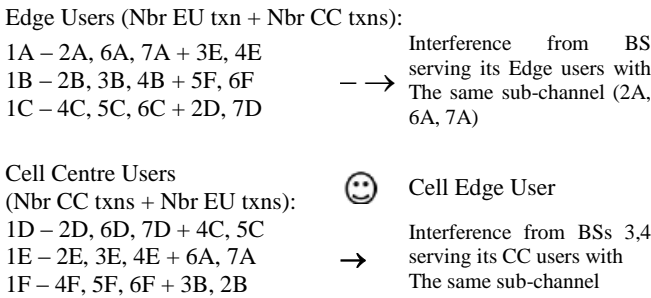 Edge Users (Nbr EU txn + Nbr CC txns):
1A – 2A, 6A, 7A + 3E, 4E
1B – 2B, 3B, 4B + 5F, 6F
1C – 4C, 5C, 6C + 2D, 7D
Interference from BS
serving its Edge users with
The same sub-channel (2A,
6A, 7A)
Cell Centre Users
(Nbr CC txns + Nbr EU txns):
1D – 2D, 6D, 7D + 4C, 5C
1E – 2E, 3E, 4E + 6A, 7A
1F – 4F, 5F, 6F + 3B, 2B
Cell Edge User
Interference from BSs 3,4
serving its CC users with
The same sub-channel